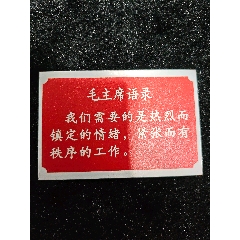 毛主席语录
我们需要的是热烈而
镇定的情绪，紧张而有
秩序的工作。